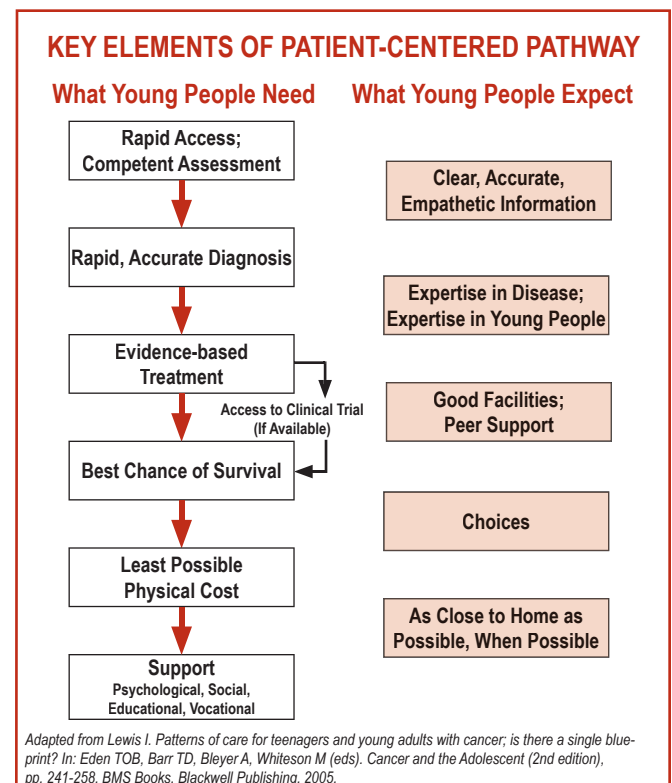 KEY ELEMENTS OF PATIENT-CENTERED PATHWAY
What Young People Need
Rapid Access;
Competent Assessment
Rapid, Accurate Diagnosis
Evidence-based
Treatment
Access to Clinical Trial
(If Available)
Best Chance of Survival
Least Possible
Physical Cost
Support
Psychological, Social,
Educational, Vocational
What Young People Expect
Clear, Accurate,
Empathetic Information
Expertise in Disease;
Expertise in Young People
Good Facilities;
Peer Support
Choices
As Close to Home as
Possible, When Possible
Adapted from Lewis I. Patterns of care for teenagers and young adults with cancer; is there a single blue-
print? In: Eden TOB, Barr TD, Bleyer A, Whiteson M (eds). Cancer and the Adolescent (2nd edition),
pp. 241-258. BMS Books, Blackwell Publishing, 2005.